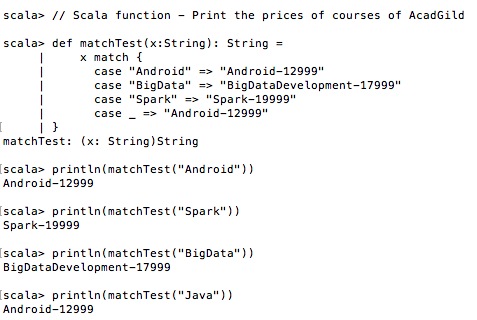 scala> // Scala function - Print the prices of courses of AcadGild
scala> def matchTest(x:String): String =
     |     x match {
     |       case "Android" => "Android-12999"
     |       case "BigData" => "BigDataDevelopment-17999"
     |       case "Spark" => "Spark-19999"
     |       case _ => "Android-12999"
[     | }
matchTest: (x: String)String
[scala> println(matchTest("Android"))
Android-12999
[scala> println(matchTest("Spark"))
Spark-19999
[scala> println(matchTest("BigData"))
BigDataDevelopment-17999
[scala> println(matchTest("Java"))
Android-12999